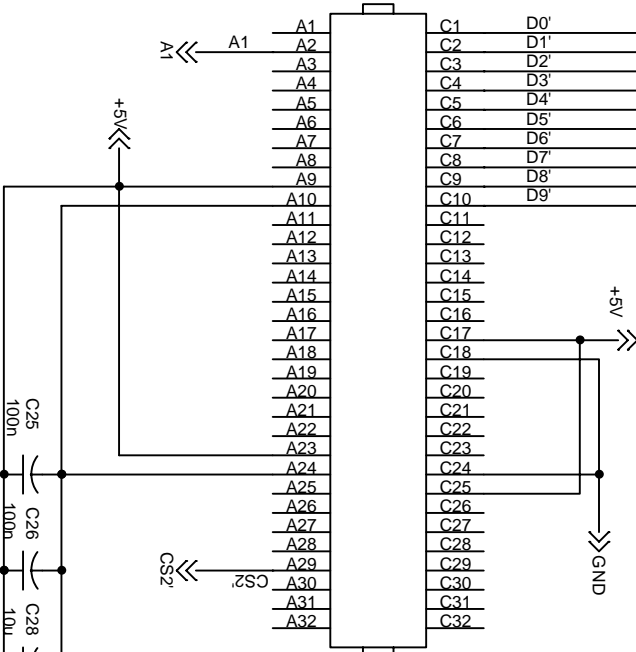 A1 C1 D0'
A1 A1 A2 C2 D1'
A3 C3 D2'
A4 C4 D3'
A5 C5 D4'
A6 C6 D5'
A7 C7 D6'
A8 C8 D7'
+5V
A9 C9 D8'
A10 C10 D9'
A11 C11
A12 C12
A13 C13
A14 C14
A15 C15
+5V
A16 C16
A17 C17
A18 C18
A19 C19
A20 C20
A21 C21
A22 C22
C25
100n
A23 C23
A24 C24
A25 C25
C26
100n
A26 C26
A27 C27
A28 C28
CS2' CS2' A29 C29
GND
A30 C30
C28
10u
A31 C31
A32 C32